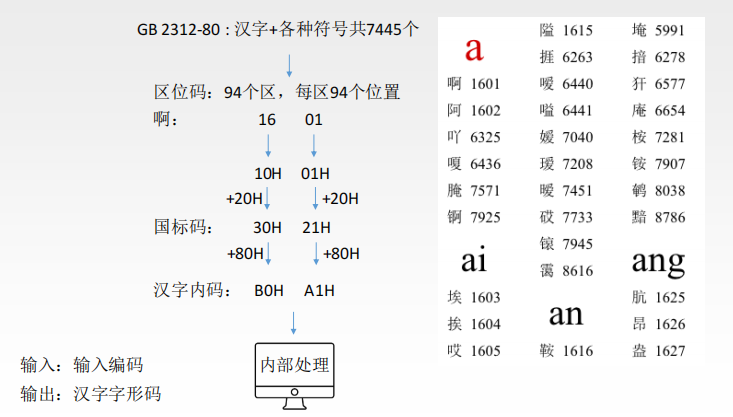 GB 2312-80 : 汉字+各种符号共7445个
区位码：94个区，每区94个位置
啊： 16 01
10H 01H
+20H +20H
国标码： 30H 21H
+80H +80H
汉字内码： B0H A1H
内部处理
输入：输入编码
输出：汉字字形码
a
啊 1601
阿 1602
吖 6325
嘎 6436
腌 7571
锕 7925
ai
埃 1603
挨 1604
哎 1605
隘 1615
捱 6263
嗳 6440
嗌 6441
嫒 7040
瑷 7208
暧 7451
砹 7733
锿 7945
霭 8616
an
鞍 1616
埯 5991
揞 6278
犴 6577
庵 6654
桉 7281
铵 7907
鹌 8038
黯 8786
ang
肮 1625
昂 1626
盎 1627